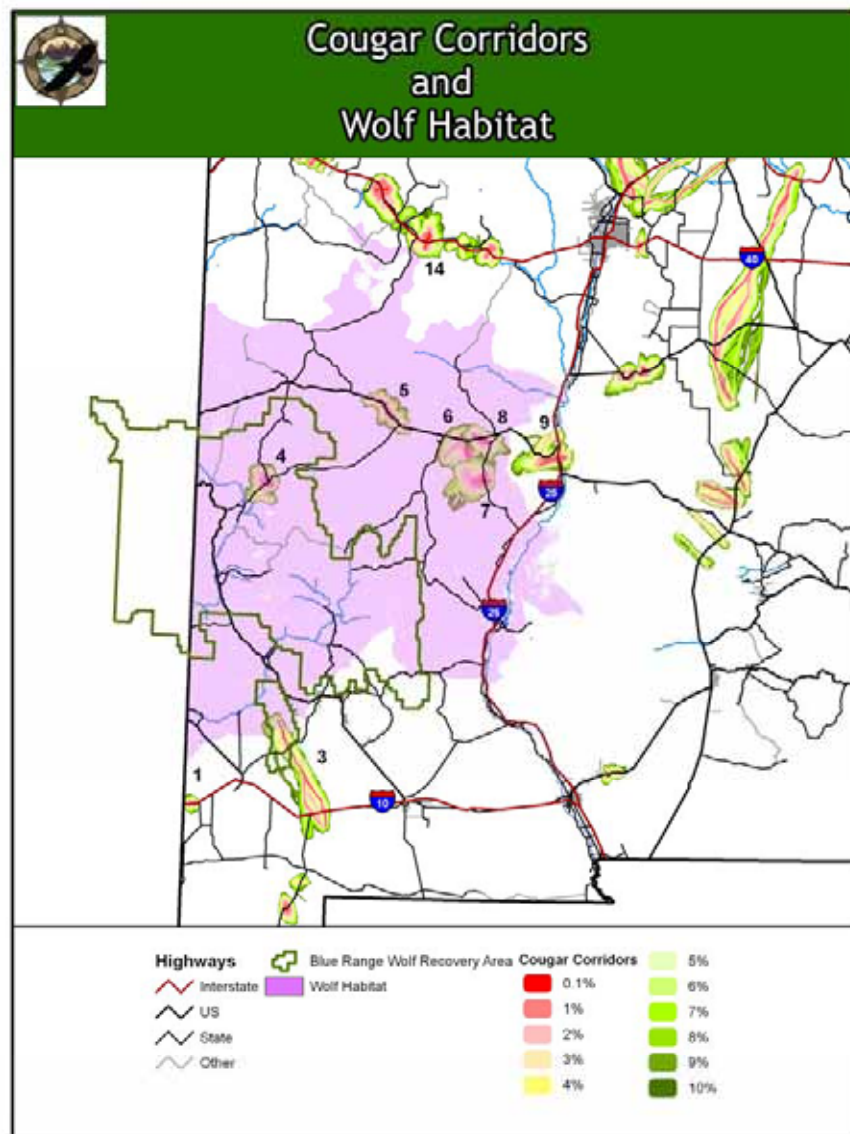 Cougar Corridors
and
Wolf Habitat
40
14
5
6
8
9
4
7
25
25
3
1
10
Highways
Interstate
US
State
Other
Blue Range Wolf Recovery Area
Wolf Habitat
Cougar Corridors
0.1%
1%
2%
3%
4%
5%
6%
7%
8%
9%
10%